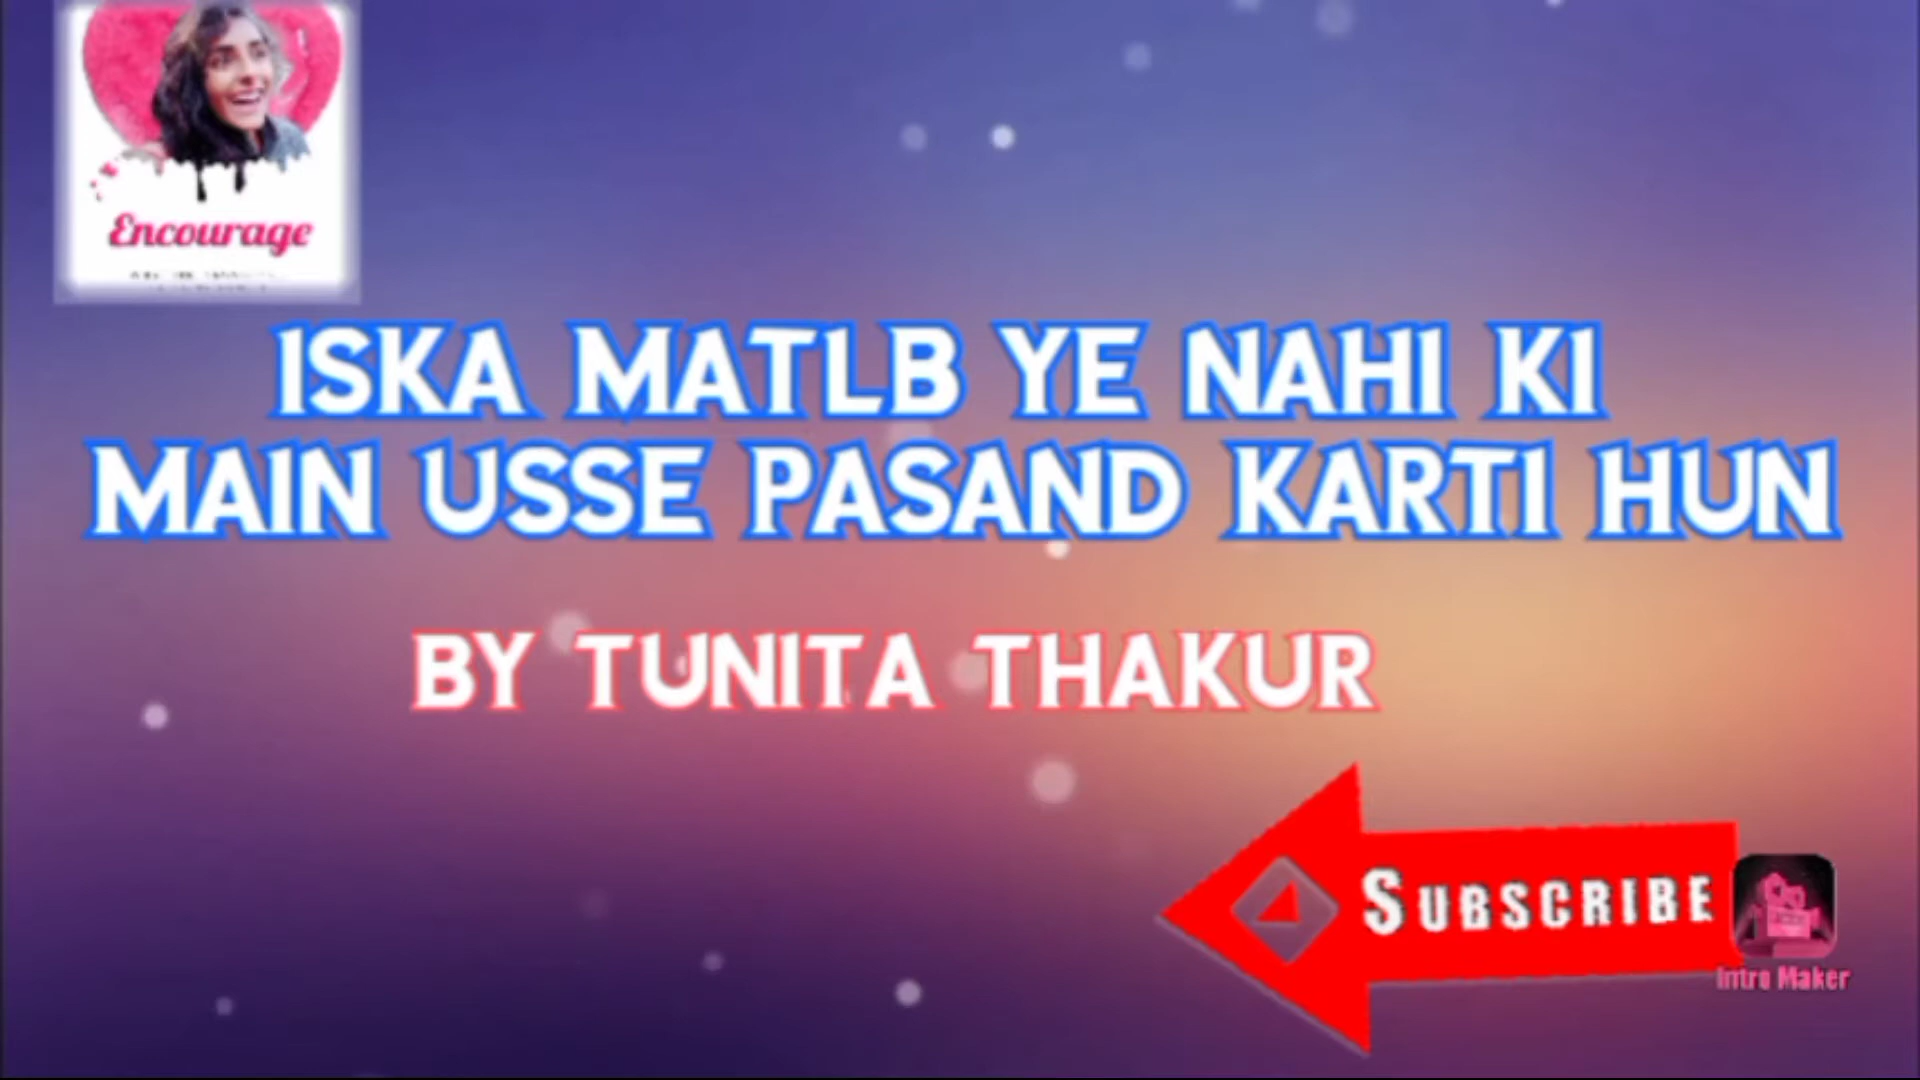 Encourage
ISKA MATLB YE NAHI KI
MAIN USSE PASAND KARTI HUN
BY TUNITA THAKUR
SUBSCRIBE
Intro Maker